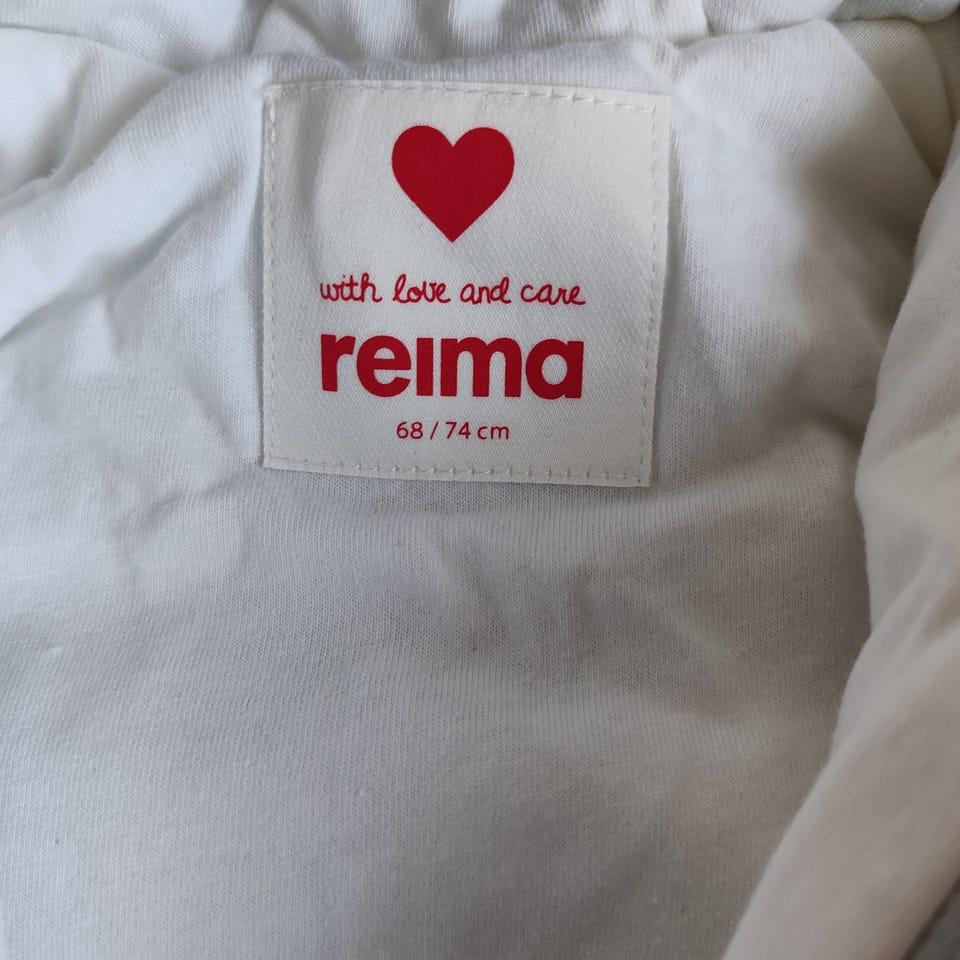 with love and care
reima
68 / 74 cm